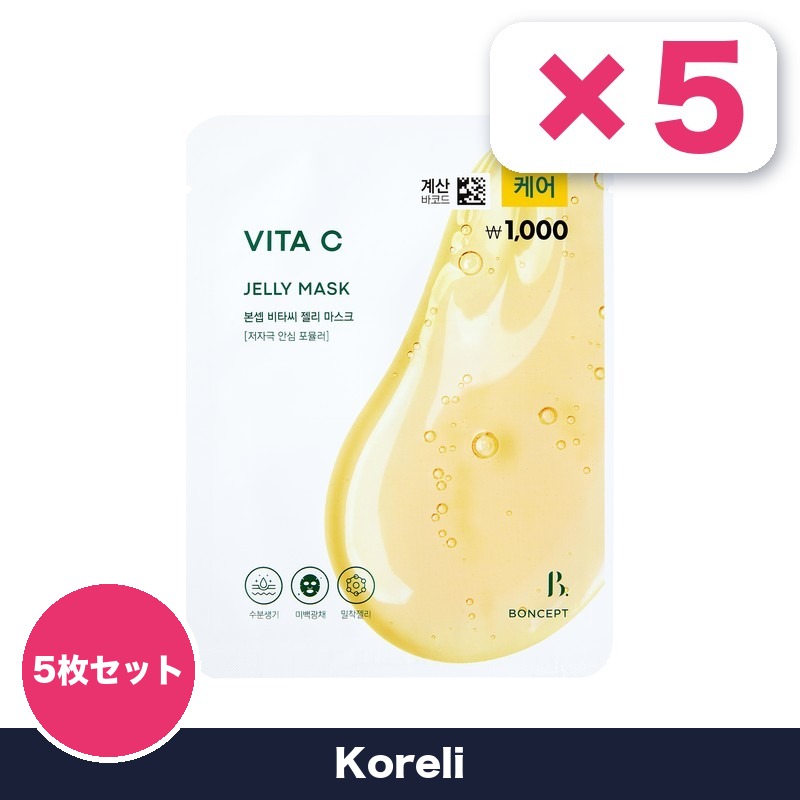 ×5
계산
바코드
케어
₩1,000
VITA C
JELLY MASK
본셉 비타씨 젤리 마스크
[저자극 안심 포뮬러]
수분생기
미백광채
밀착젤리
B.
BONCEPT
5枚セット
Koreli